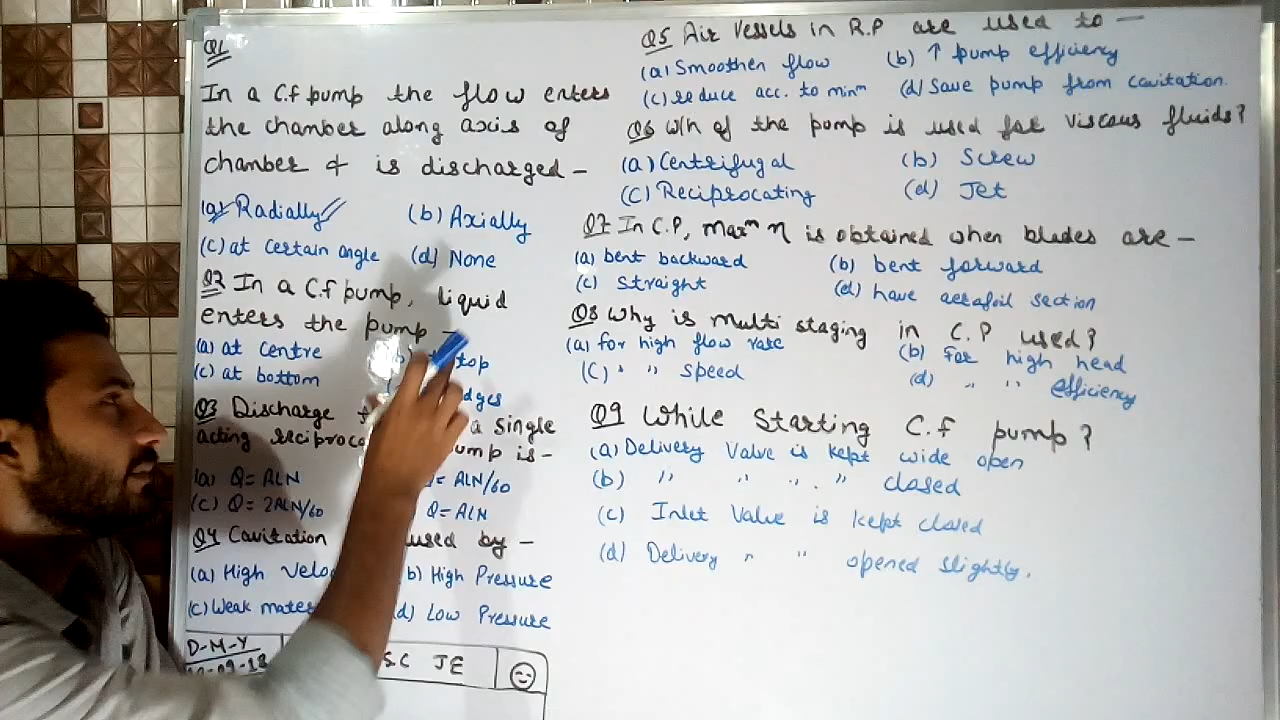 Q1
In a C.f pump the flow enters
the chamber along axis of
chamber & is discharged -
(a) Radially (b) Axially
(c) at certain angle (d) None
Q2 In a C.f pump, liquid
enters the pump -
(a) at centre top
(c) at bottom
Q3 Discharge a single
acting is -
(a) Q = ALN = ALN/60
(c) Q = 2ALN/60 Q = ALN
Q4 Cavitation by -
(a) High b) High Pressure
(c) Weak (d) Low Pressure
D-M-Y
JE
Q5 Air Vessels in R.P are used to -
(a) Smoothen flow (b) ↑ pump efficiency
(c) reduce acc. to minm (d) Save pump from cavitation.
Q6 W/h of the pump is used for viscous fluids?
(a) Centrifugal (b) Screw
(c) Reciprocating (d) Jet
Q7 In C.P, maxm η is obtained when blades are -
(a) bent backward (b) bent forward
(c) straight (d) have aerafoil section
Q8 Why is multi staging in C.P used?
(a) for high flow rate (b) For high head
(c) " " speed (d) " " efficiency
Q9 While Starting C.f pump?
(a) Delivery Valve is kept wide open
(b) " " " " closed
(c) Inlet Valve is kept closed
(d) Delivery " " opened slightly.